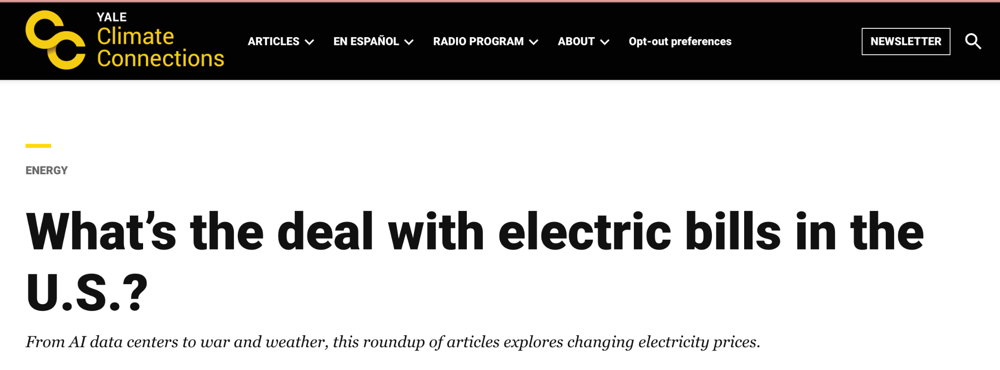 YALE
Climate
Connections
ARTICLES
EN ESPAÑOL
RADIO PROGRAM
ABOUT
Opt-out preferences
NEWSLETTER
ENERGY
What’s the deal with electric bills in the
U.S.?
From AI data centers to war and weather, this roundup of articles explores changing electricity prices.